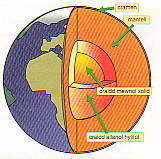 cramen
mantell
craidd mewnol solid
craidd allanol hylifol